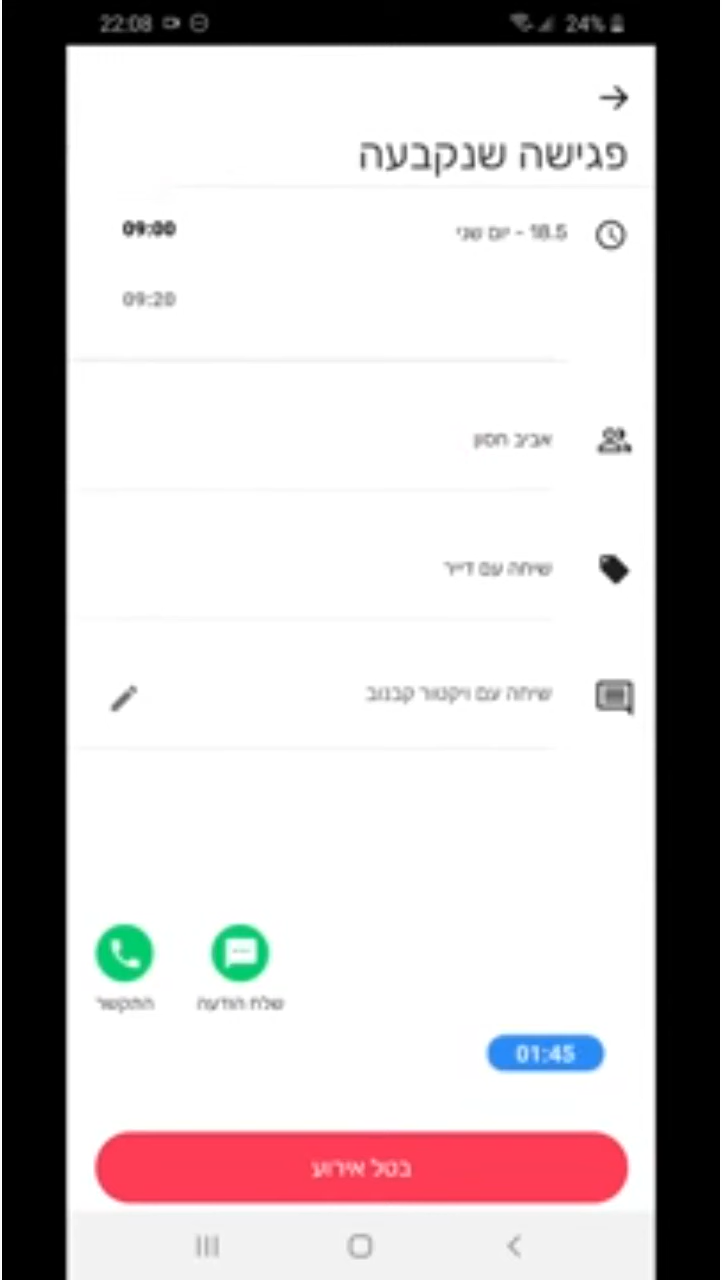 22:08
24%
פגישה שנקבעה
18.5 - יום שני
09:00
09:20
אביב חסון
שיחה עם דייר
שיחה עם ויקטור קבנוב
שלח הודעה
התקשר
01:45
בטל אירוע